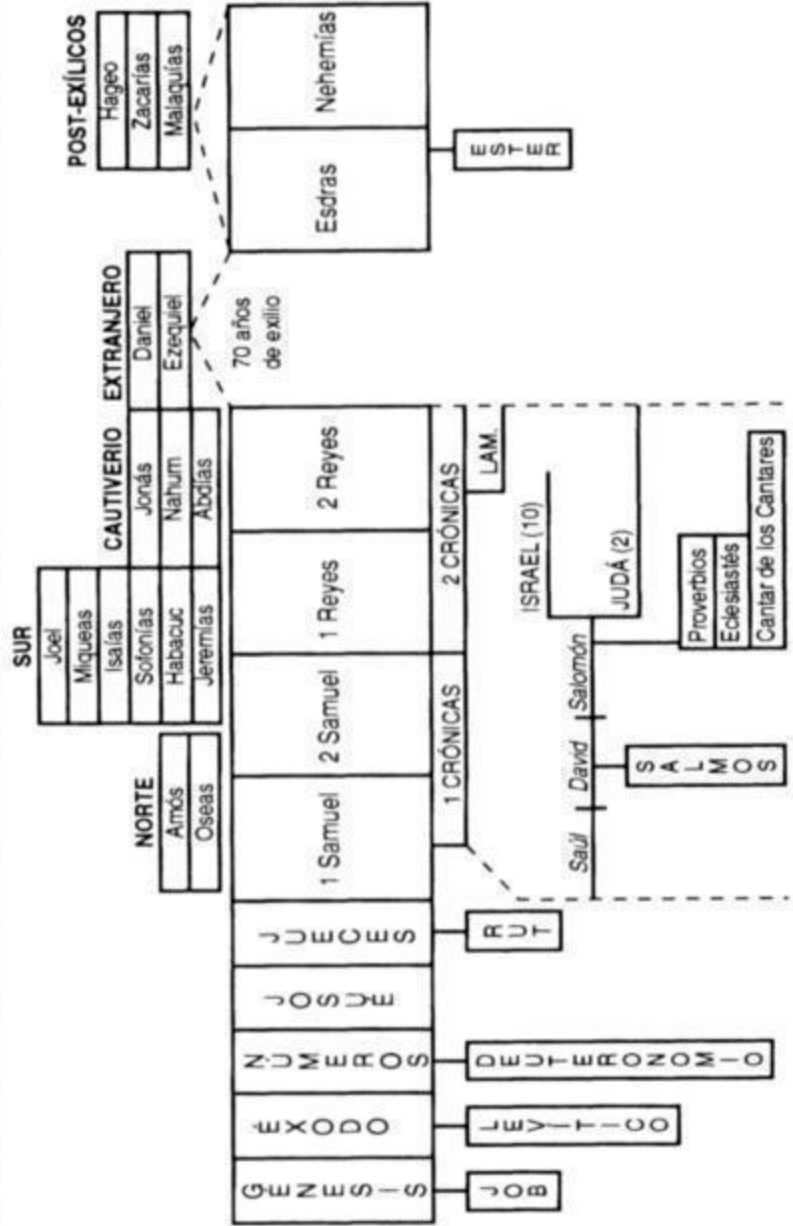 POST-EXÍLICOS
Hageo
Zacarías
Malaquías
SUR
Joel
Miqueas
Isaías
Sofonías
Habacuc
Jeremías
CAUTIVERIO EXTRANJERO
Jonás
Nahum
Abdías
Daniel
Ezequiel
NORTE
Amós
Oseas
GÉNESIS
ÉXODO
NÚMEROS
JOSUÉ
JUECES
1 Samuel
2 Samuel
1 Reyes
2 Reyes
70 años
de exilio
Esdras
Nehemías
JOB
LEVITICO
DEUTERONOMIO
RUT
1 CRÓNICAS
2 CRÓNICAS
LAM.
ESTER
ISRAEL (10)
Saúl
David
Salomón
JUDÁ (2)
SALMOS
Proverbios
Eclesiastés
Cantar de los Cantares